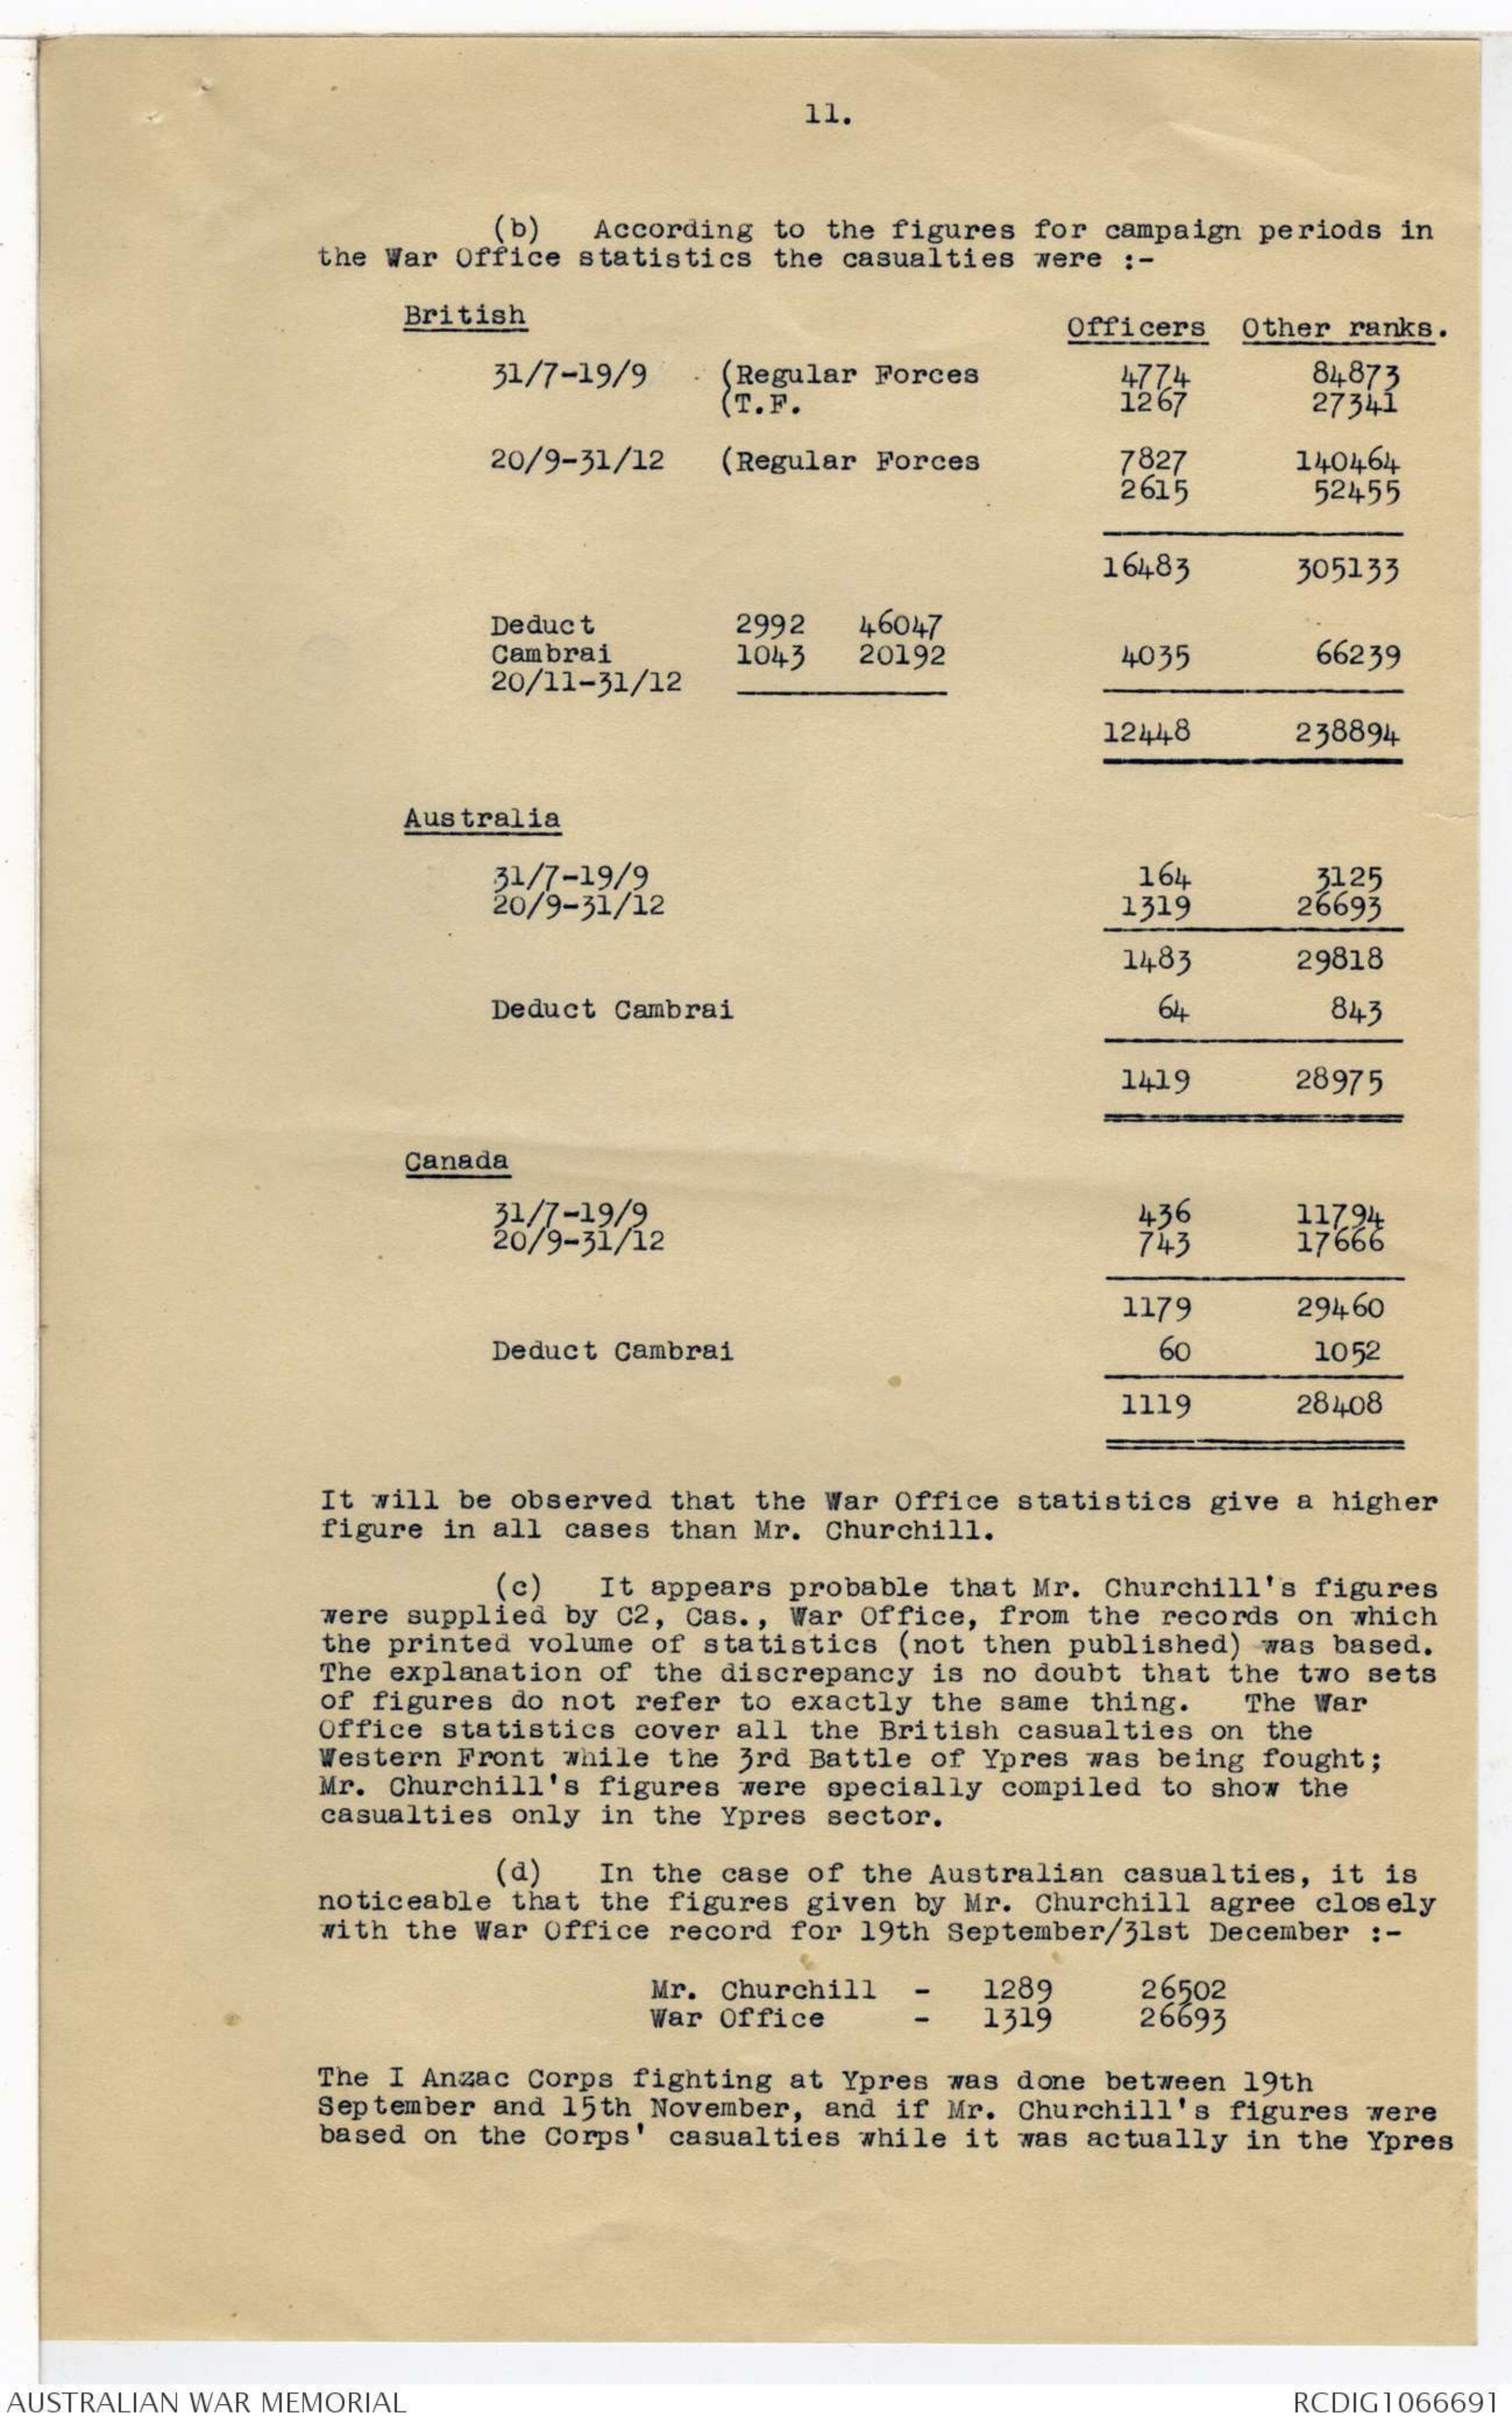 11.
(b) According to the figures for campaign periods in
the War Office statistics the casualties were :-
British
Officers Other ranks.
31/7-19/9 (Regular Forces 4774 84873
(T.F. 1267 27341
20/9-31/12 (Regular Forces 7827 140464
2615 52455
16483 305133
Deduct 2992 46047
Cambrai 1043 20192 4035 66239
20/11-31/12
12448 238894
Australia
31/7-19/9 164 3125
20/9-31/12 1319 26693
1483 29818
Deduct Cambrai 64 843
1419 28975
Canada
31/7-19/9 436 11794
20/9-31/12 743 17666
1179 29460
Deduct Cambrai 60 1052
1119 28408
It will be observed that the War Office statistics give a higher
figure in all cases than Mr. Churchill.
(c) It appears probable that Mr. Churchill's figures
were supplied by C2, Cas., War Office, from the records on which
the printed volume of statistics (not then published) was based.
The explanation of the discrepancy is no doubt that the two sets
of figures do not refer to exactly the same thing. The War
Office statistics cover all the British casualties on the
Western Front while the 3rd Battle of Ypres was being fought;
Mr. Churchill's figures were specially compiled to show the
casualties only in the Ypres sector.
(d) In the case of the Australian casualties, it is
noticeable that the figures given by Mr. Churchill agree closely
with the War Office record for 19th September/31st December :-
Mr. Churchill - 1289 26502
War Office - 1319 26693
The I Anzac Corps fighting at Ypres was done between 19th
September and 15th November, and if Mr. Churchill's figures were
based on the Corps' casualties while it was actually in the Ypres
AUSTRALIAN WAR MEMORIAL
RCDIG1066691